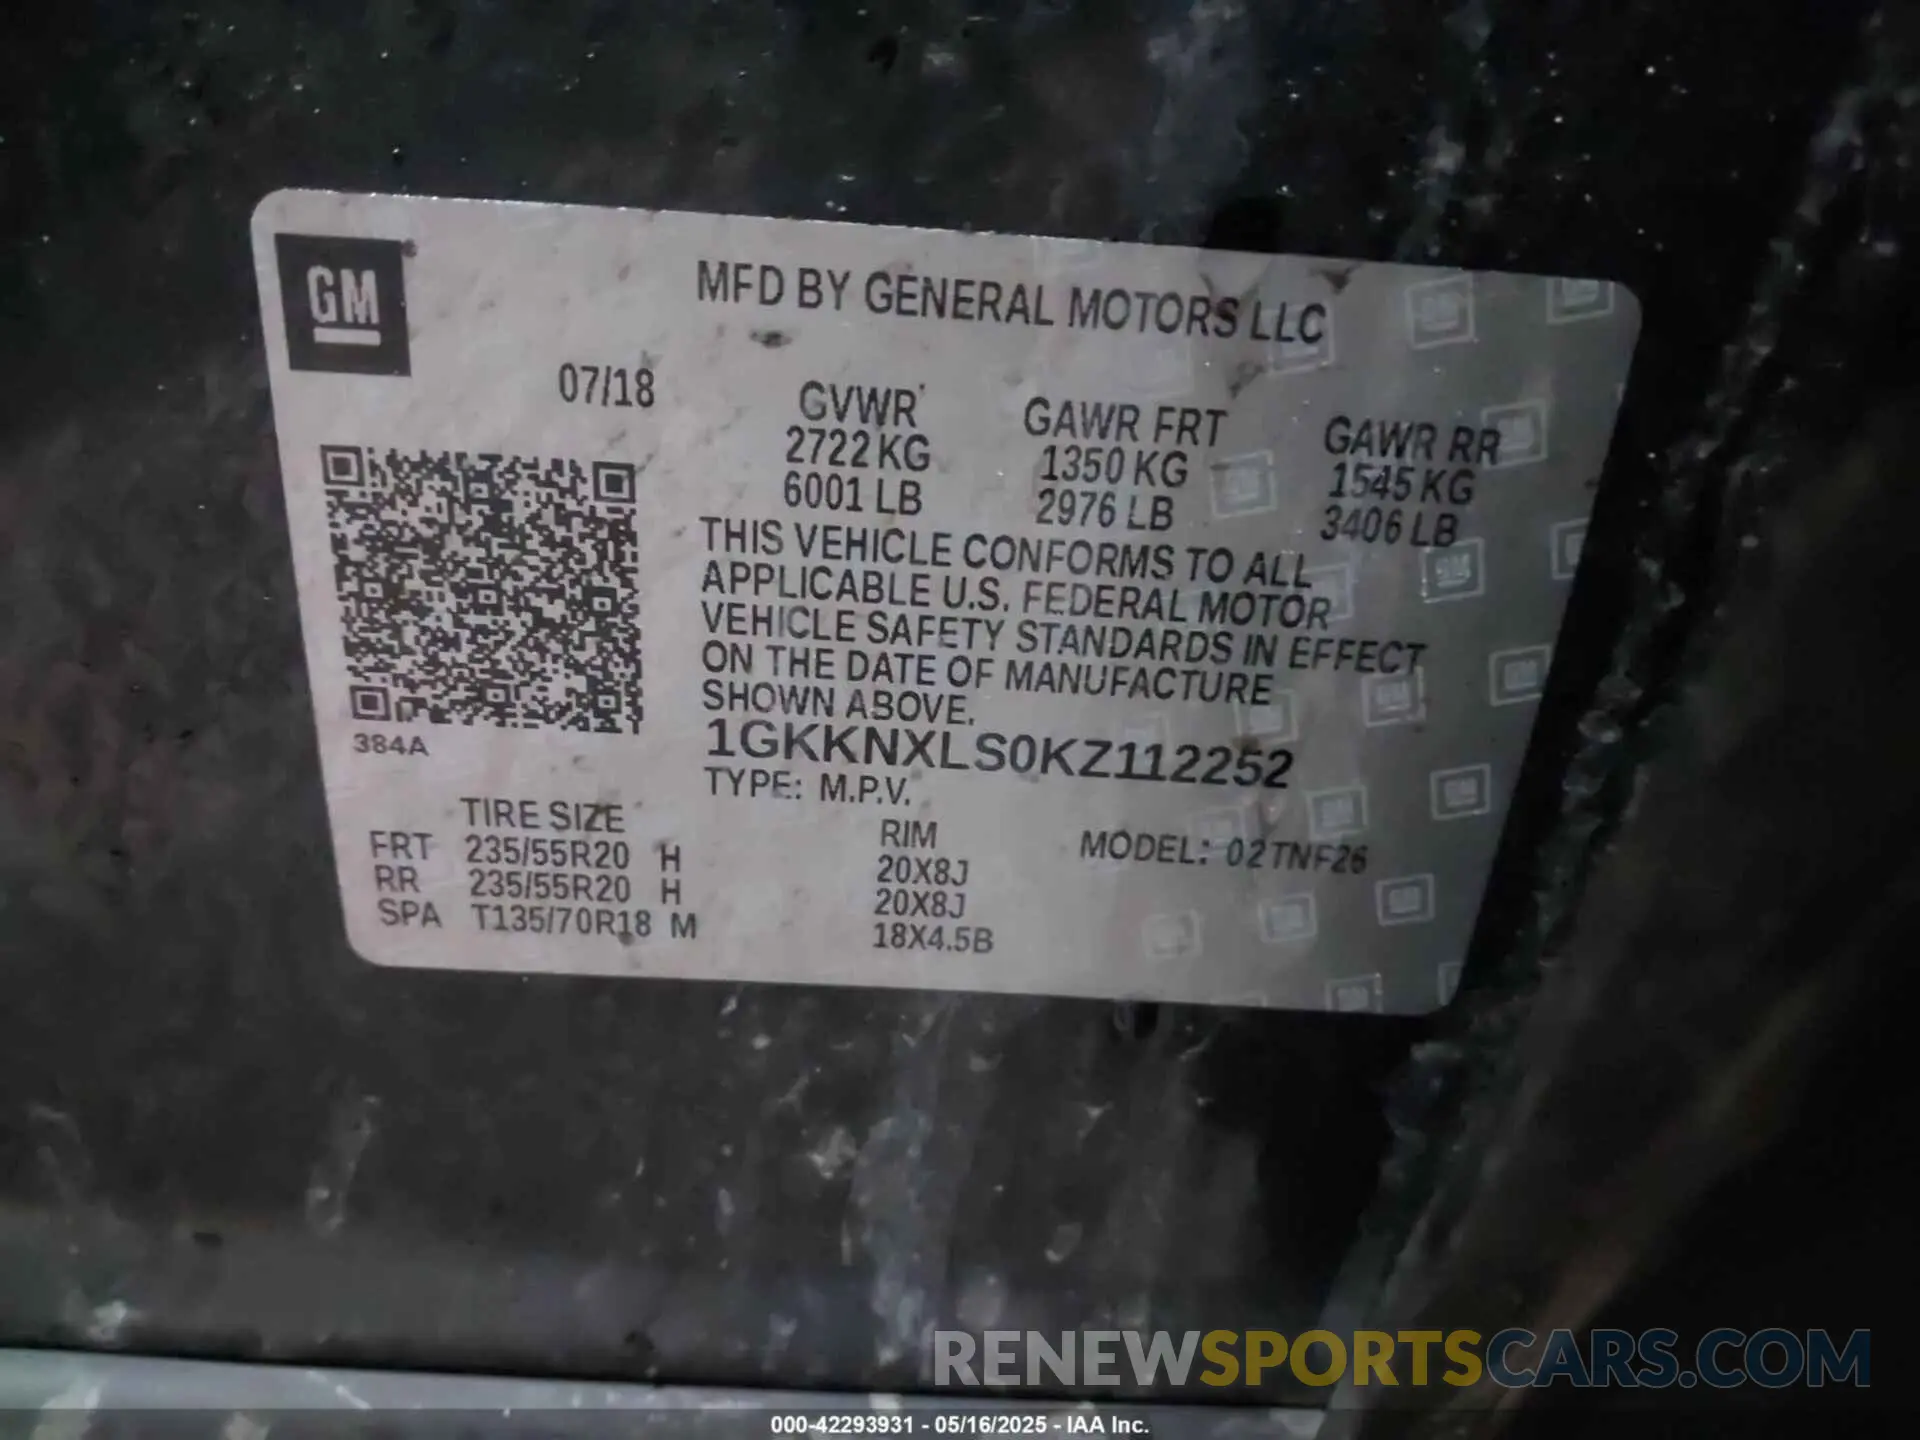 GM
MFD BY GENERAL MOTORS LLC
07/18
GVWR GAWR FRT GAWR RR
2722 KG 1350 KG 1545 KG
6001 LB 2976 LB 3406 LB
THIS VEHICLE CONFORMS TO ALL
APPLICABLE U.S. FEDERAL MOTOR
VEHICLE SAFETY STANDARDS IN EFFECT
ON THE DATE OF MANUFACTURE
SHOWN ABOVE.
384A
1GKKNXLS0KZ112252
TYPE: M.P.V.
TIRE SIZE RIM MODEL: 02TNF26
FRT 235/55R20 H 20X8J
RR 235/55R20 H 20X8J
SPA T135/70R18 M 18X4.5B
RENEWSPORTSCARS.COM
000-42293931 - 05/16/2025 - IAA Inc.